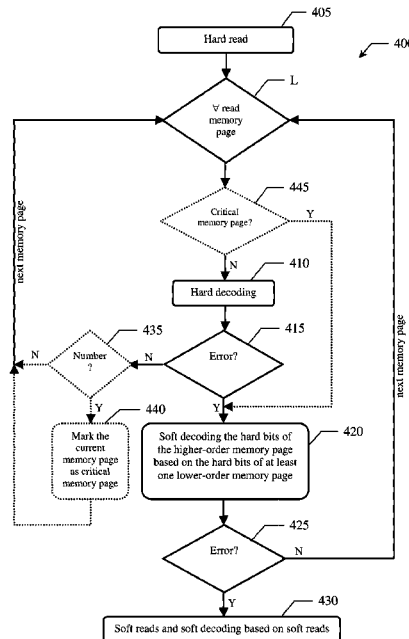 405
Hard read
400
L
∀ read
memory
page
445
Critical
memory page?
Y
N
410
Hard decoding
next memory page
next memory page
435
415
Number
?
N
N
Error?
Y
Y
440
420
Mark the
current
memory page
as critical
memory page
Soft decoding the hard bits of
the higher-order memory page
based on the hard bits of at least
one lower-order memory page
425
Error?
N
Y
430
Soft reads and soft decoding based on soft reads